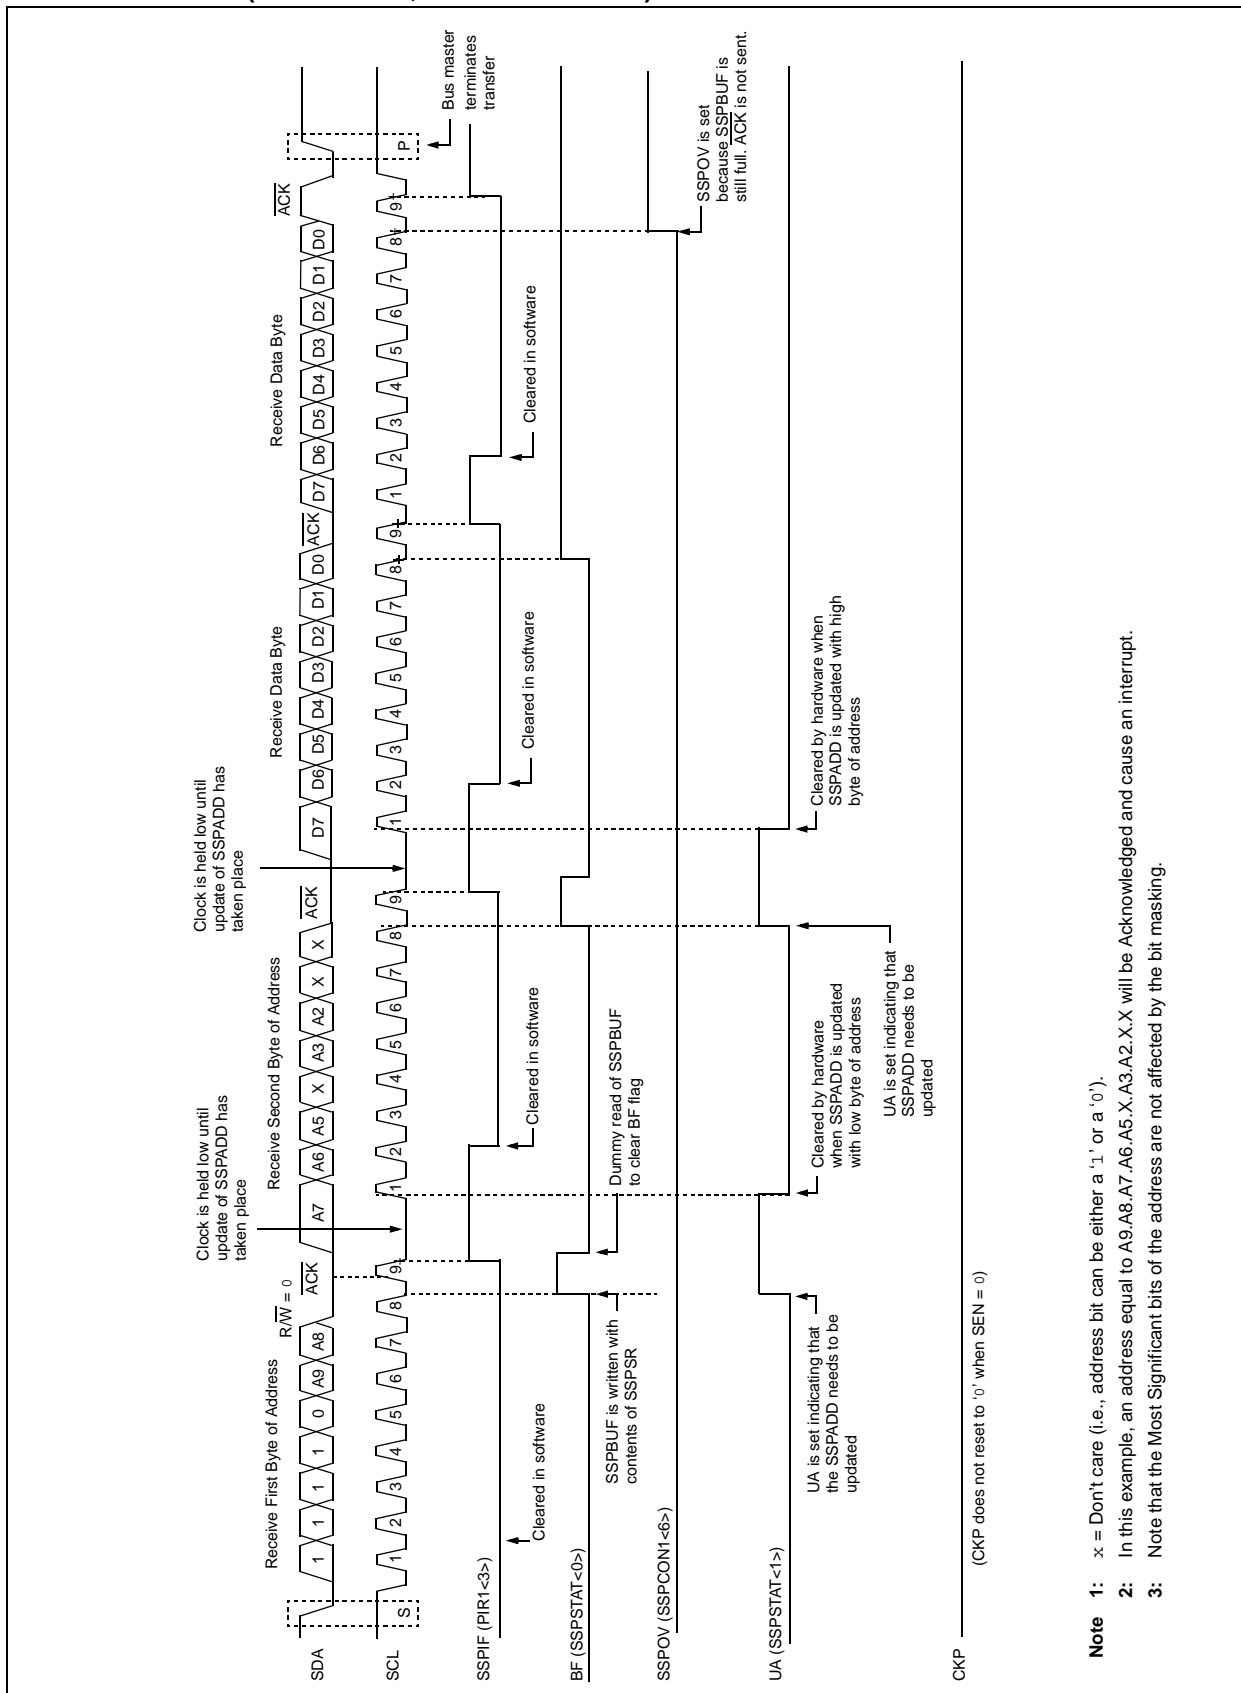 Receive First Byte of Address
R/W = 0
ACK
Clock is held low until
update of SSPADD has
taken place
Receive Second Byte of Address
ACK
Clock is held low until
update of SSPADD has
taken place
Receive Data Byte
ACK
Receive Data Byte
ACK
SDA
1 1 1 1 0 A9 A8
A7 A6 A5 X A3 A2 X X
D7 D6 D5 D4 D3 D2 D1 D0
D7 D6 D5 D4 D3 D2 D1 D0
SCL
S
1 2 3 4 5 6 7 8 9
1 2 3 4 5 6 7 8 9
1 2 3 4 5 6 7 8 9
1 2 3 4 5 6 7 8 9
P
Bus master
terminates
transfer
SSPIF (PIR1<3>)
Cleared in software
Cleared in software
Cleared in software
Cleared in software
BF (SSPSTAT<0>)
SSPBUF is written with
contents of SSPSR
Dummy read of SSPBUF
to clear BF flag
SSPOV (SSPCON1<6>)
SSPOV is set
because SSPBUF is
still full. ACK is not sent.
UA (SSPSTAT<1>)
UA is set indicating that
the SSPADD needs to be
updated
Cleared by hardware
when SSPADD is updated
with low byte of address
UA is set indicating that
SSPADD needs to be
updated
Cleared by hardware when
SSPADD is updated with high
byte of address
CKP
(CKP does not reset to ‘0’ when SEN = 0)
Note 1: x = Don’t care (i.e., address bit can be either a ‘1’ or a ‘0’).
2: In this example, an address equal to A9.A8.A7.A6.A5.X.A3.A2.X.X will be Acknowledged and cause an interrupt.
3: Note that the Most Significant bits of the address are not affected by the bit masking.